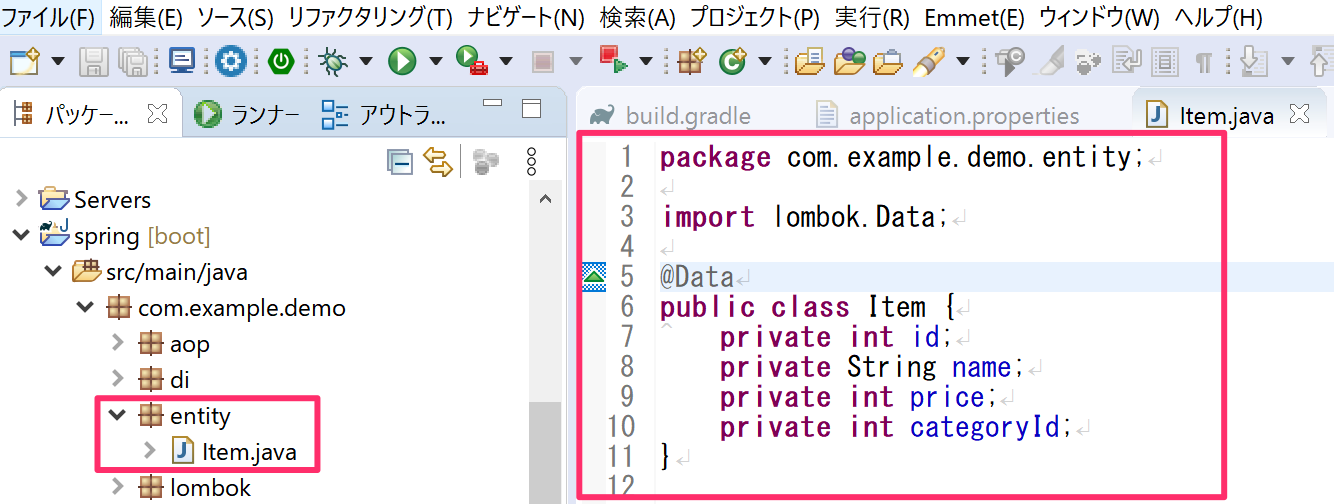 ファイル(F) 編集(E) ソース(S) リファクタリング(T) ナビゲート(N) 検索(A) プロジェクト(P) 実行(R) Emmet(E) ウィンドウ(W) ヘルプ(H)
パッケー... ランナー アウトラ...
build.gradle application.properties Item.java
Servers
spring [boot]
src/main/java
com.example.demo
aop
di
entity
Item.java
lombok
1 package com.example.demo.entity;
2
3 import lombok.Data;
4
5 @Data
6 public class Item {
7 private int id;
8 private String name;
9 private int price;
10 private int categoryId;
11 }
12